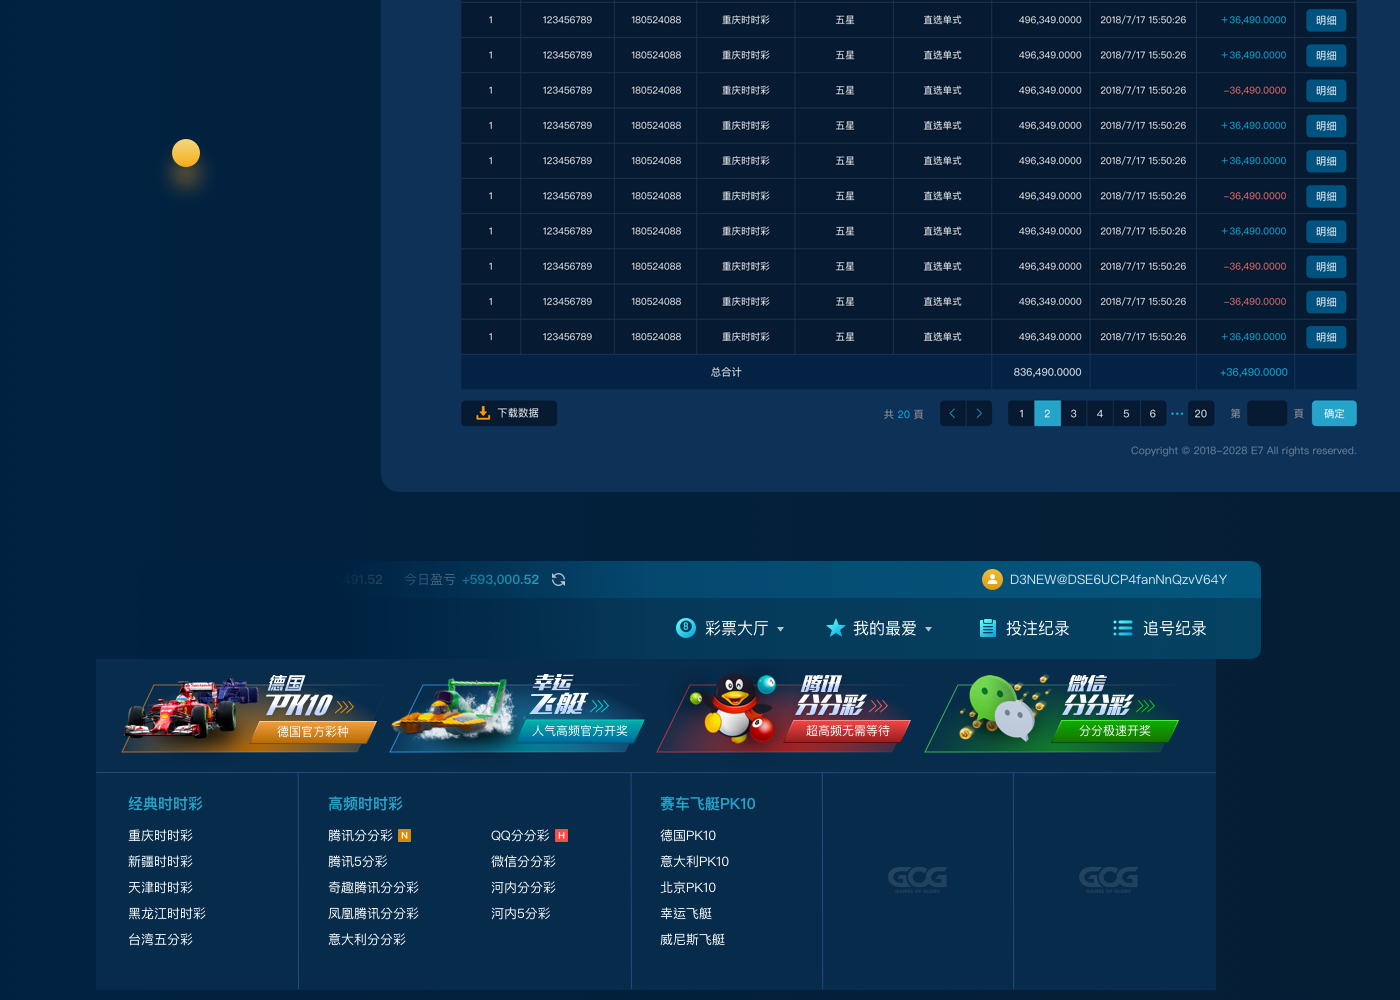 1 123456789 180524088 重庆时时彩 五星 直选单式 496,349.0000 2018/7/17 15:50:26 +36,490.0000 明细
1 123456789 180524088 重庆时时彩 五星 直选单式 496,349.0000 2018/7/17 15:50:26 +36,490.0000 明细
1 123456789 180524088 重庆时时彩 五星 直选单式 496,349.0000 2018/7/17 15:50:26 -36,490.0000 明细
1 123456789 180524088 重庆时时彩 五星 直选单式 496,349.0000 2018/7/17 15:50:26 +36,490.0000 明细
1 123456789 180524088 重庆时时彩 五星 直选单式 496,349.0000 2018/7/17 15:50:26 +36,490.0000 明细
1 123456789 180524088 重庆时时彩 五星 直选单式 496,349.0000 2018/7/17 15:50:26 -36,490.0000 明细
1 123456789 180524088 重庆时时彩 五星 直选单式 496,349.0000 2018/7/17 15:50:26 +36,490.0000 明细
1 123456789 180524088 重庆时时彩 五星 直选单式 496,349.0000 2018/7/17 15:50:26 -36,490.0000 明细
1 123456789 180524088 重庆时时彩 五星 直选单式 496,349.0000 2018/7/17 15:50:26 -36,490.0000 明细
1 123456789 180524088 重庆时时彩 五星 直选单式 496,349.0000 2018/7/17 15:50:26 +36,490.0000 明细
总合计 836,490.0000 +36,490.0000
下载数据 共 20 頁 < > 1 2 3 4 5 6 ••• 20 第 頁 确定
Copyright © 2018-2028 E7 All rights reserved.
491.52 今日盈亏 +593,000.52 D3NEW@DSE6UCP4fanNnQzvV64Y
8 彩票大厅 我的最爱 投注纪录 追号纪录
德国
PK10
德国官方彩种
幸运
飞艇
人气高频官方开奖
腾讯
分分彩
超高频无需等待
微信
分分彩
分分极速开奖
经典时时彩
重庆时时彩
新疆时时彩
天津时时彩
黑龙江时时彩
台湾五分彩
高频时时彩
腾讯分分彩 N
腾讯5分彩
奇趣腾讯分分彩
凤凰腾讯分分彩
意大利分分彩
QQ分分彩 H
微信分分彩
河内分分彩
河内5分彩
赛车飞艇PK10
德国PK10
意大利PK10
北京PK10
幸运飞艇
威尼斯飞艇
GCG
GCG